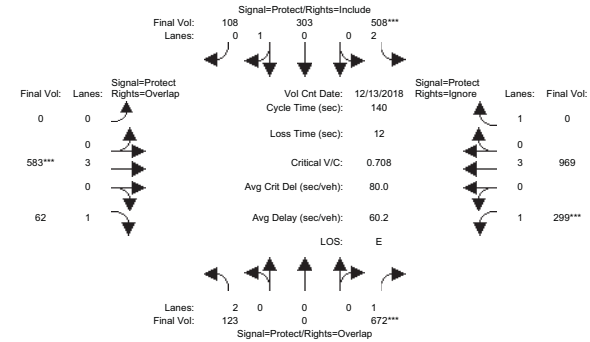 Signal=Protect/Rights=Include
Final Vol: 108 303 508***
Lanes: 0 1 0 0 2
Signal=Protect Signal=Protect
Final Vol: Lanes: Rights=Overlap Vol Cnt Date: 12/13/2018 Rights=Ignore Lanes: Final Vol:
Cycle Time (sec): 140
0 0 1 0
Loss Time (sec): 12
0 0
583*** 3 Critical V/C: 0.708 3 969
0 Avg Crit Del (sec/veh): 80.0 0
62 1 Avg Delay (sec/veh): 60.2 1 299***
LOS: E
Lanes: 2 0 0 0 1
Final Vol: 123 0 672***
Signal=Protect/Rights=Overlap